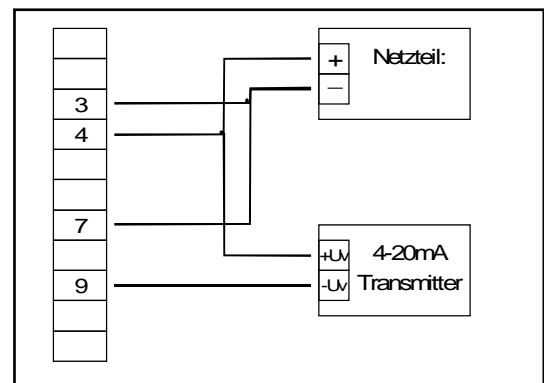 + Netzteil:
–
3
4
7
+Uv 4-20mA
9 -Uv Transmitter